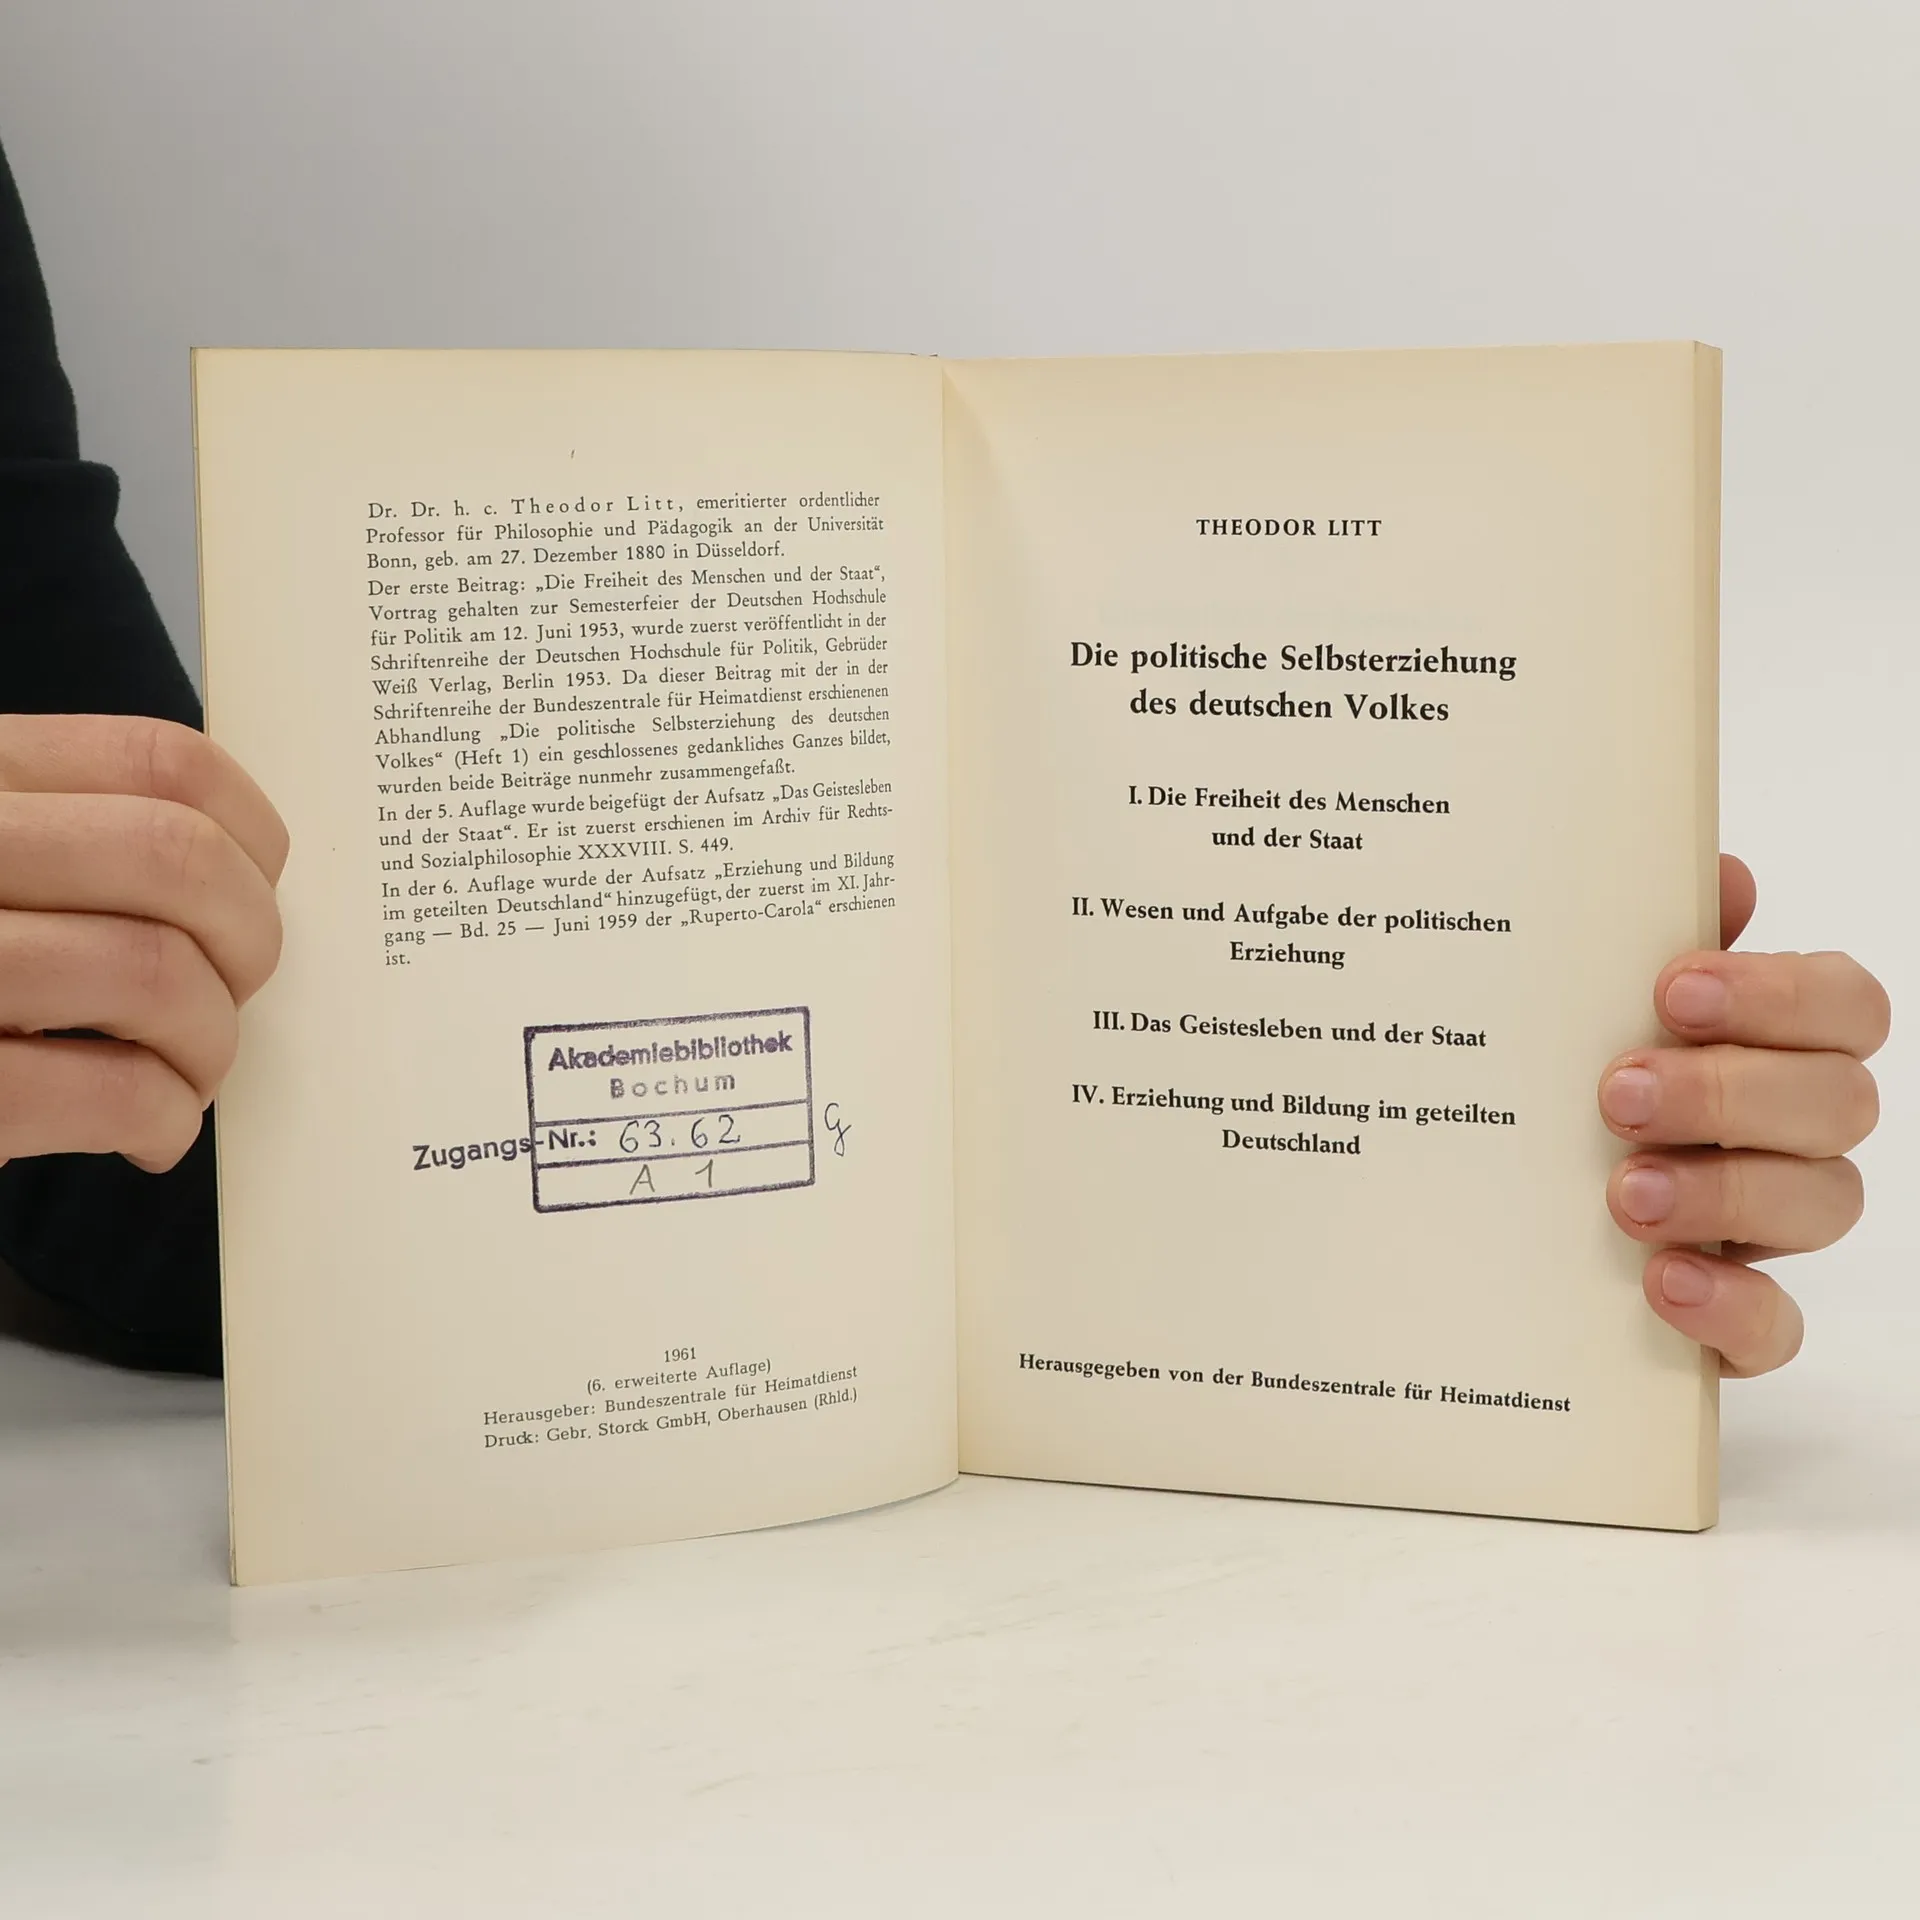 Dr. Dr. h. c. Theodor Litt, emeritierter ordentlicher
Professor für Philosophie und Pädagogik an der Universität
Bonn, geb. am 27. Dezember 1880 in Düsseldorf.
Der erste Beitrag: „Die Freiheit des Menschen und der Staat“,
Vortrag gehalten zur Semesterfeier der Deutschen Hochschule
für Politik am 12. Juni 1953, wurde zuerst veröffentlicht in der
Schriftenreihe der Deutschen Hochschule für Politik, Gebrüder
Weiß Verlag, Berlin 1953. Da dieser Beitrag mit der in der
Schriftenreihe der Bundeszentrale für Heimatdienst erschienenen
Abhandlung „Die politische Selbsterziehung des deutschen
Volkes“ (Heft 1) ein geschlossenes gedankliches Ganzes bildet,
wurden beide Beiträge nunmehr zusammengefaßt.
In der 5. Auflage wurde beigefügt der Aufsatz „Das Geistesleben
und der Staat“. Er ist zuerst erschienen im Archiv für Rechts-
und Sozialphilosophie XXXVIII. S. 449.
In der 6. Auflage wurde der Aufsatz „Erziehung und Bildung
im geteilten Deutschland“ hinzugefügt, der zuerst im XI. Jahr-
gang — Bd. 25 — Juni 1959 der „Ruperto-Carola“ erschienen
ist.
Akademiebibliothek
Bochum
Zugangs-Nr.: 63.62 g
A 1
1961
(6. erweiterte Auflage)
Herausgeber: Bundeszentrale für Heimatdienst
Druck: Gebr. Storck GmbH, Oberhausen (Rhld.)
THEODOR LITT
Die politische Selbsterziehung
des deutschen Volkes
I. Die Freiheit des Menschen
und der Staat
II. Wesen und Aufgabe der politischen
Erziehung
III. Das Geistesleben und der Staat
IV. Erziehung und Bildung im geteilten
Deutschland
Herausgegeben von der Bundeszentrale für Heimatdienst